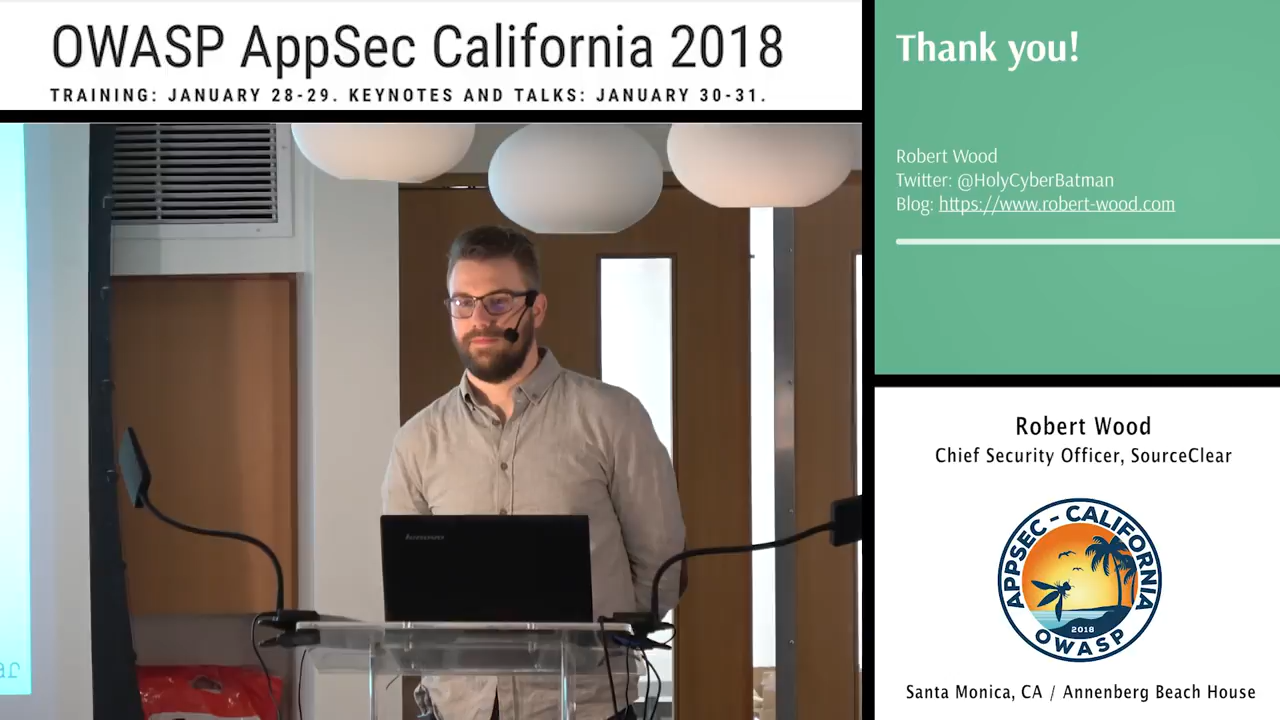 OWASP AppSec California 2018
TRAINING: JANUARY 28-29. KEYNOTES AND TALKS: JANUARY 30-31.
Thank you!
Robert Wood
Twitter: @HolyCyberBatman
Blog: https://www.robert-wood.com
Robert Wood
Chief Security Officer, SourceClear
APPSEC - CALIFORNIA
2018
OWASP
Santa Monica, CA / Annenberg Beach House
lenovo
ar